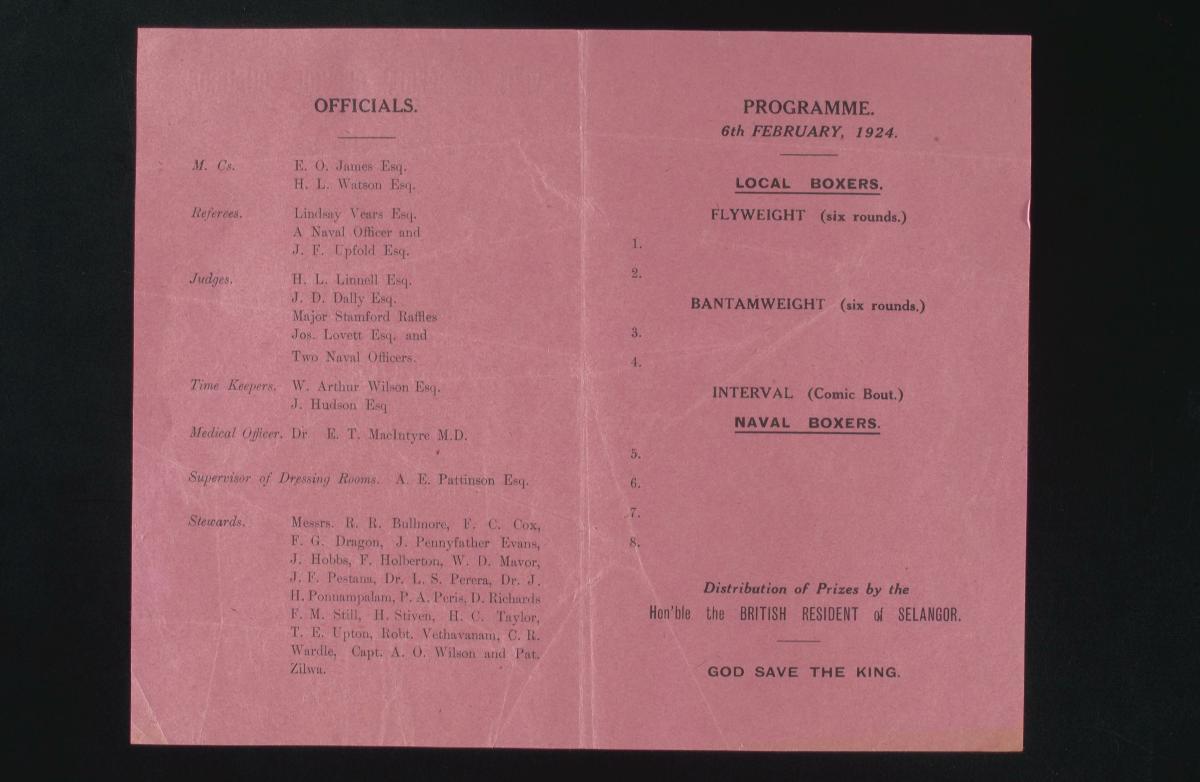 OFFICIALS.
M. Cs. E. O. James Esq.
H. L. Watson Esq.
Referees. Lindsay Vears Esq.
A Naval Officer and
J. F. Upfold Esq.
Judges. H. L. Linnell Esq.
J. D. Dally Esq.
Major Stamford Raffles
Jos. Lovett Esq. and
Two Naval Officers.
Time Keepers. W. Arthur Wilson Esq.
J. Hudson Esq
Medical Officer. Dr E. T. MacIntyre M.D.
Supervisor of Dressing Rooms. A. E. Pattinson Esq.
Stewards. Messrs. R. R. Bullmore, F. C. Cox,
F. G. Dragon, J. Pennyfather Evans,
J. Hobbs, F. Holberton, W. D. Mavor,
J. F. Pestana, Dr. L. S. Perera, Dr. J.
H. Ponnampalam, P. A. Peris, D. Richards
F. M. Still, H. Stiven, H. C. Taylor,
T. E. Upton, Robt. Vethavanam, C. R.
Wardle, Capt. A. O. Wilson and Pat.
Zilwa.
PROGRAMME.
6th FEBRUARY, 1924.
LOCAL BOXERS.
FLYWEIGHT (six rounds.)
1.
2.
BANTAMWEIGHT (six rounds.)
3.
4.
INTERVAL (Comic Bout.)
NAVAL BOXERS.
5.
6.
7.
8.
Distribution of Prizes by the
Hon'ble the BRITISH RESIDENT of SELANGOR.
GOD SAVE THE KING.